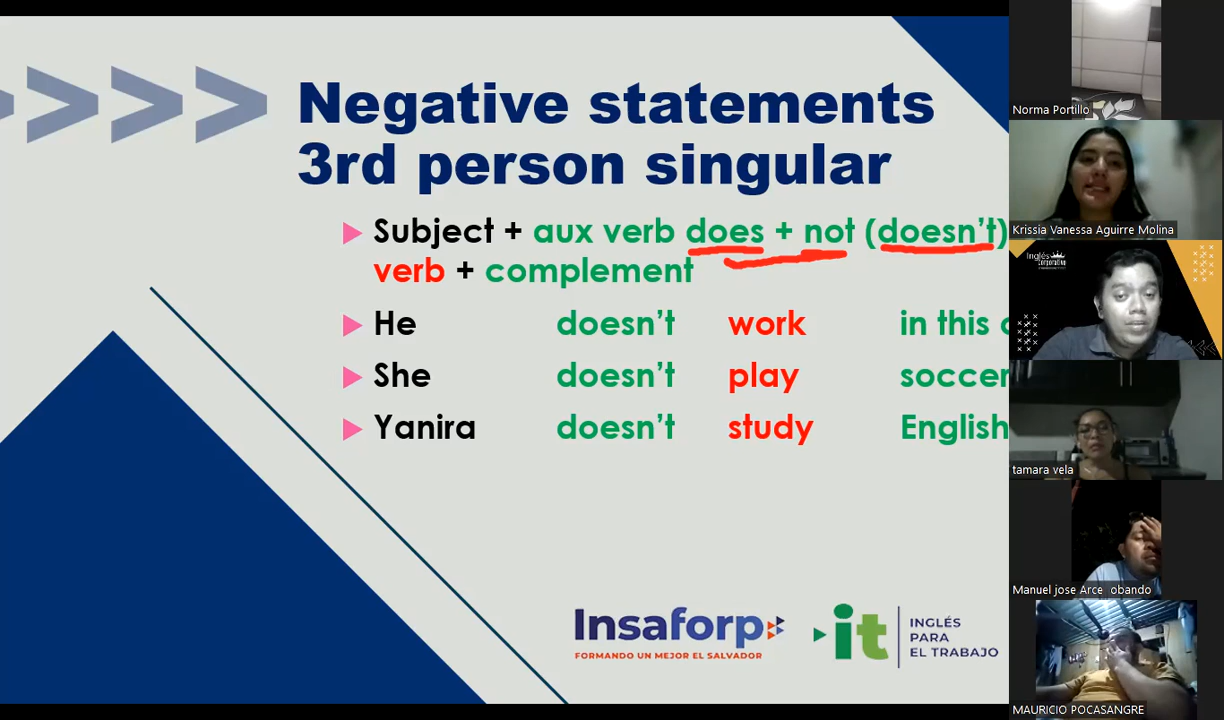 Negative statements
3rd person singular
Subject + aux verb does + not (doesn't)
verb + complement
He doesn't work in this
She doesn't play soccer
Yanira doesn't study English
Insaforp
FORMANDO UN MEJOR EL SALVADOR
it
INGLÉS
PARA
EL TRABAJO
Norma Portillo
Krissia Vanessa Aguirre Molina
Inglés
corporativo
tamara vela
Manuel jose Arce obando
MAURICIO POCASANGRE